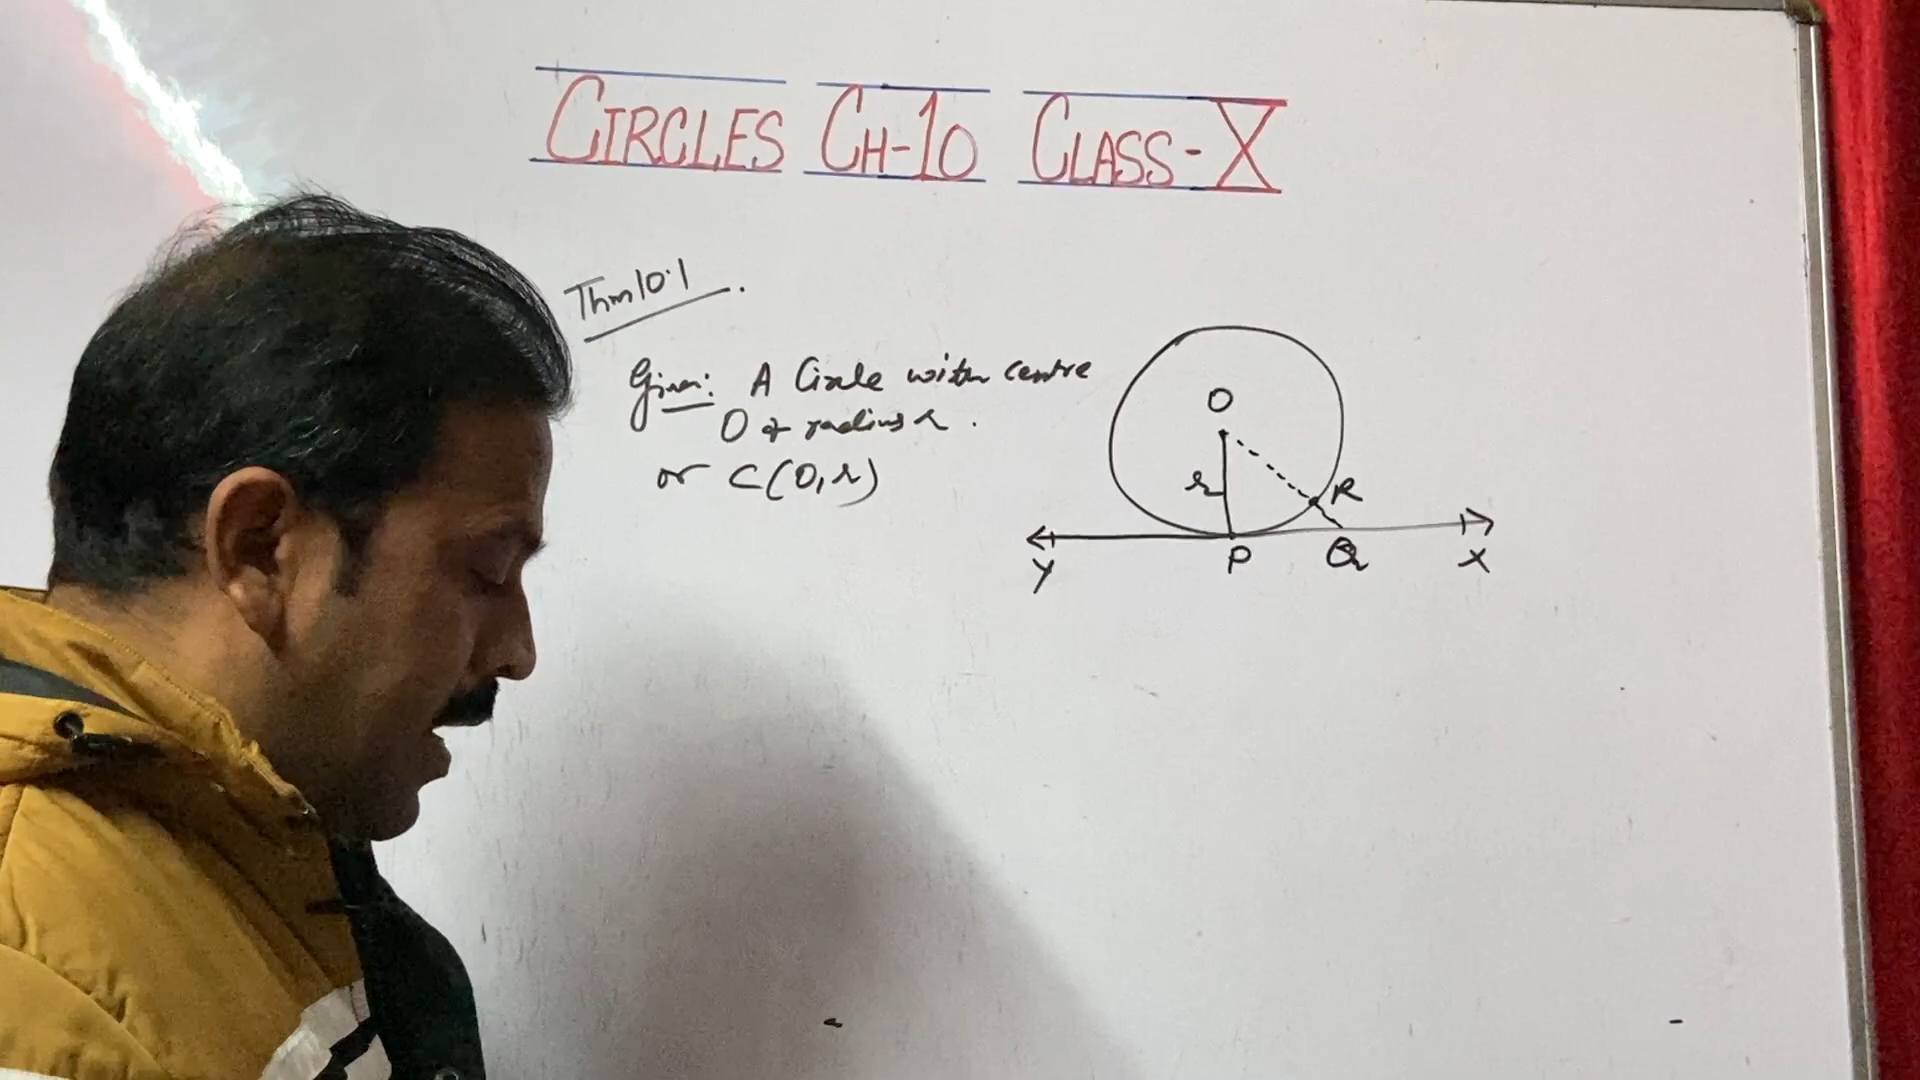 CIRCLES CH-10 CLASS-X
Thm 10.1.
Given: A Circle with centre
O & radius r.
or C(O,r)
O
r
R
P
Q
X
Y